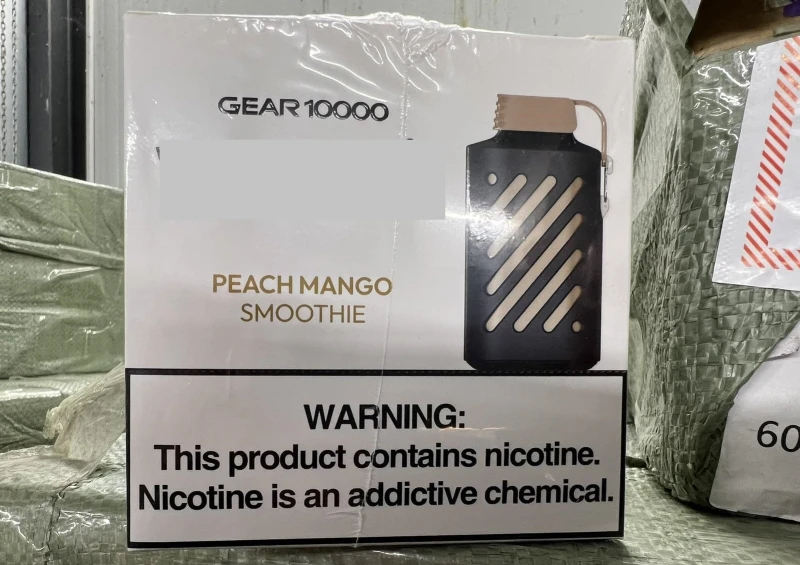 GEAR 10000
PEACH MANGO
SMOOTHIE
WARNING:
This product contains nicotine.
Nicotine is an addictive chemical.
60